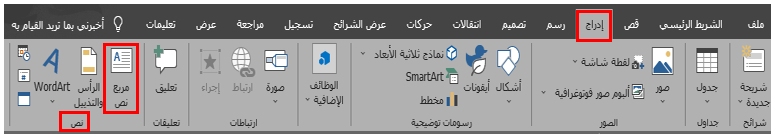 ملف الشريط الرئيسي قص إدراج رسم تصميم انتقالات حركات عرض الشرائح تسجيل مراجعة عرض تعليمات أخبرني بما تريد القيام به
شريحة جديدة
شرائح
جدول
جداول
صور
لقطة شاشة
ألبوم صور فوتوغرافية
الصور
أشكال
أيقونات
نماذج ثلاثية الأبعاد
SmartArt
مخطط
رسومات توضيحية
الوظائف الإضافية
صورة
ارتباط
إجراء
ارتباطات
تعليق
تعليقات
مربع نص
الرأس والتذييل
WordArt
نص